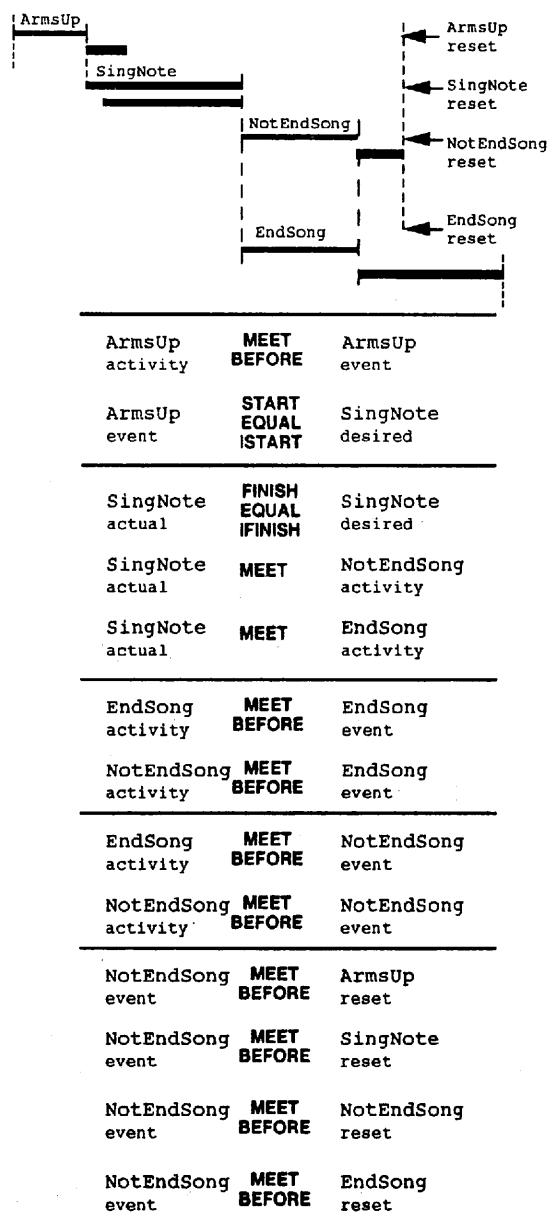 ArmsUp
ArmsUp
reset
SingNote
SingNote
reset
NotEndSong
NotEndSong
reset
EndSong
EndSong
reset
ArmsUp MEET ArmsUp
activity BEFORE event
START
ArmsUp EQUAL SingNote
event ISTART desired
FINISH
SingNote EQUAL SingNote
actual IFINISH desired
SingNote MEET NotEndSong
actual activity
SingNote MEET EndSong
actual activity
EndSong MEET EndSong
activity BEFORE event
NotEndSong MEET EndSong
activity BEFORE event
EndSong MEET NotEndSong
activity BEFORE event
NotEndSong MEET NotEndSong
activity BEFORE event
NotEndSong MEET ArmsUp
event BEFORE reset
NotEndSong MEET SingNote
event BEFORE reset
NotEndSong MEET NotEndSong
event BEFORE reset
NotEndSong MEET EndSong
event BEFORE reset